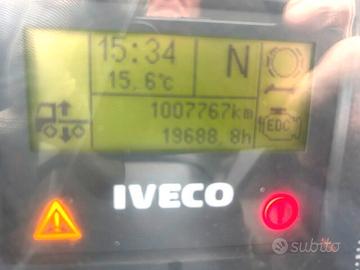 15:34
N
15,6°C
1007767km
19688,8h
EDC
IVECO
subito